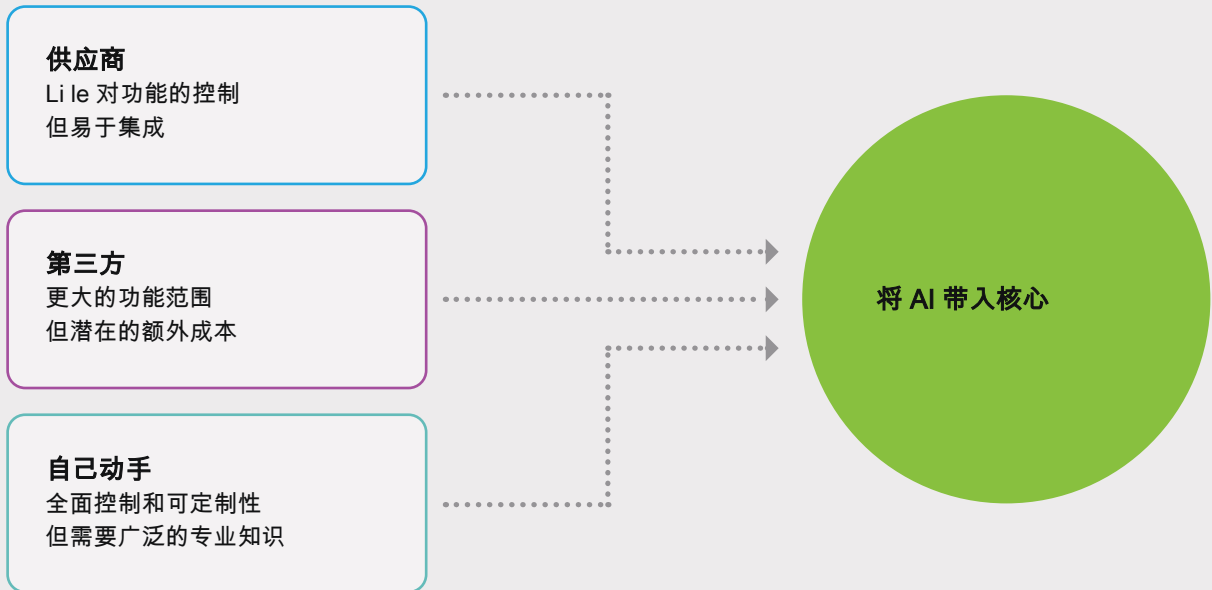 供应商
Li le 对功能的控制
但易于集成
第三方
更大的功能范围
但潜在的额外成本
将 AI 带入核心
自己动手
全面控制和可定制性
但需要广泛的专业知识